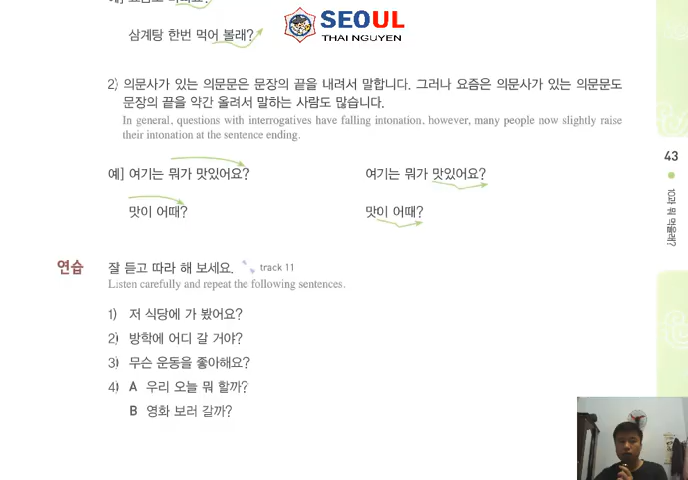 SEOUL
THAI NGUYEN
삼계탕 한번 먹어 볼래?
2) 의문사가 있는 의문문은 문장의 끝을 내려서 말합니다. 그러나 요즘은 의문사가 있는 의문문도
문장의 끝을 약간 올려서 말하는 사람도 많습니다.
In general, questions with interrogatives have falling intonation, however, many people now slightly raise
their intonation at the sentence ending.
예] 여기는 뭐가 맛있어요? 여기는 뭐가 맛있어요?
맛이 어때? 맛이 어때?
연습 잘 듣고 따라 해 보세요. track 11
Listen carefully and repeat the following sentences.
1) 저 식당에 가 봤어요?
2) 방학에 어디 갈 거야?
3) 무슨 운동을 좋아해요?
4) A 우리 오늘 뭐 할까?
B 영화 보러 갈까?
43
10과 뭐 먹을래?